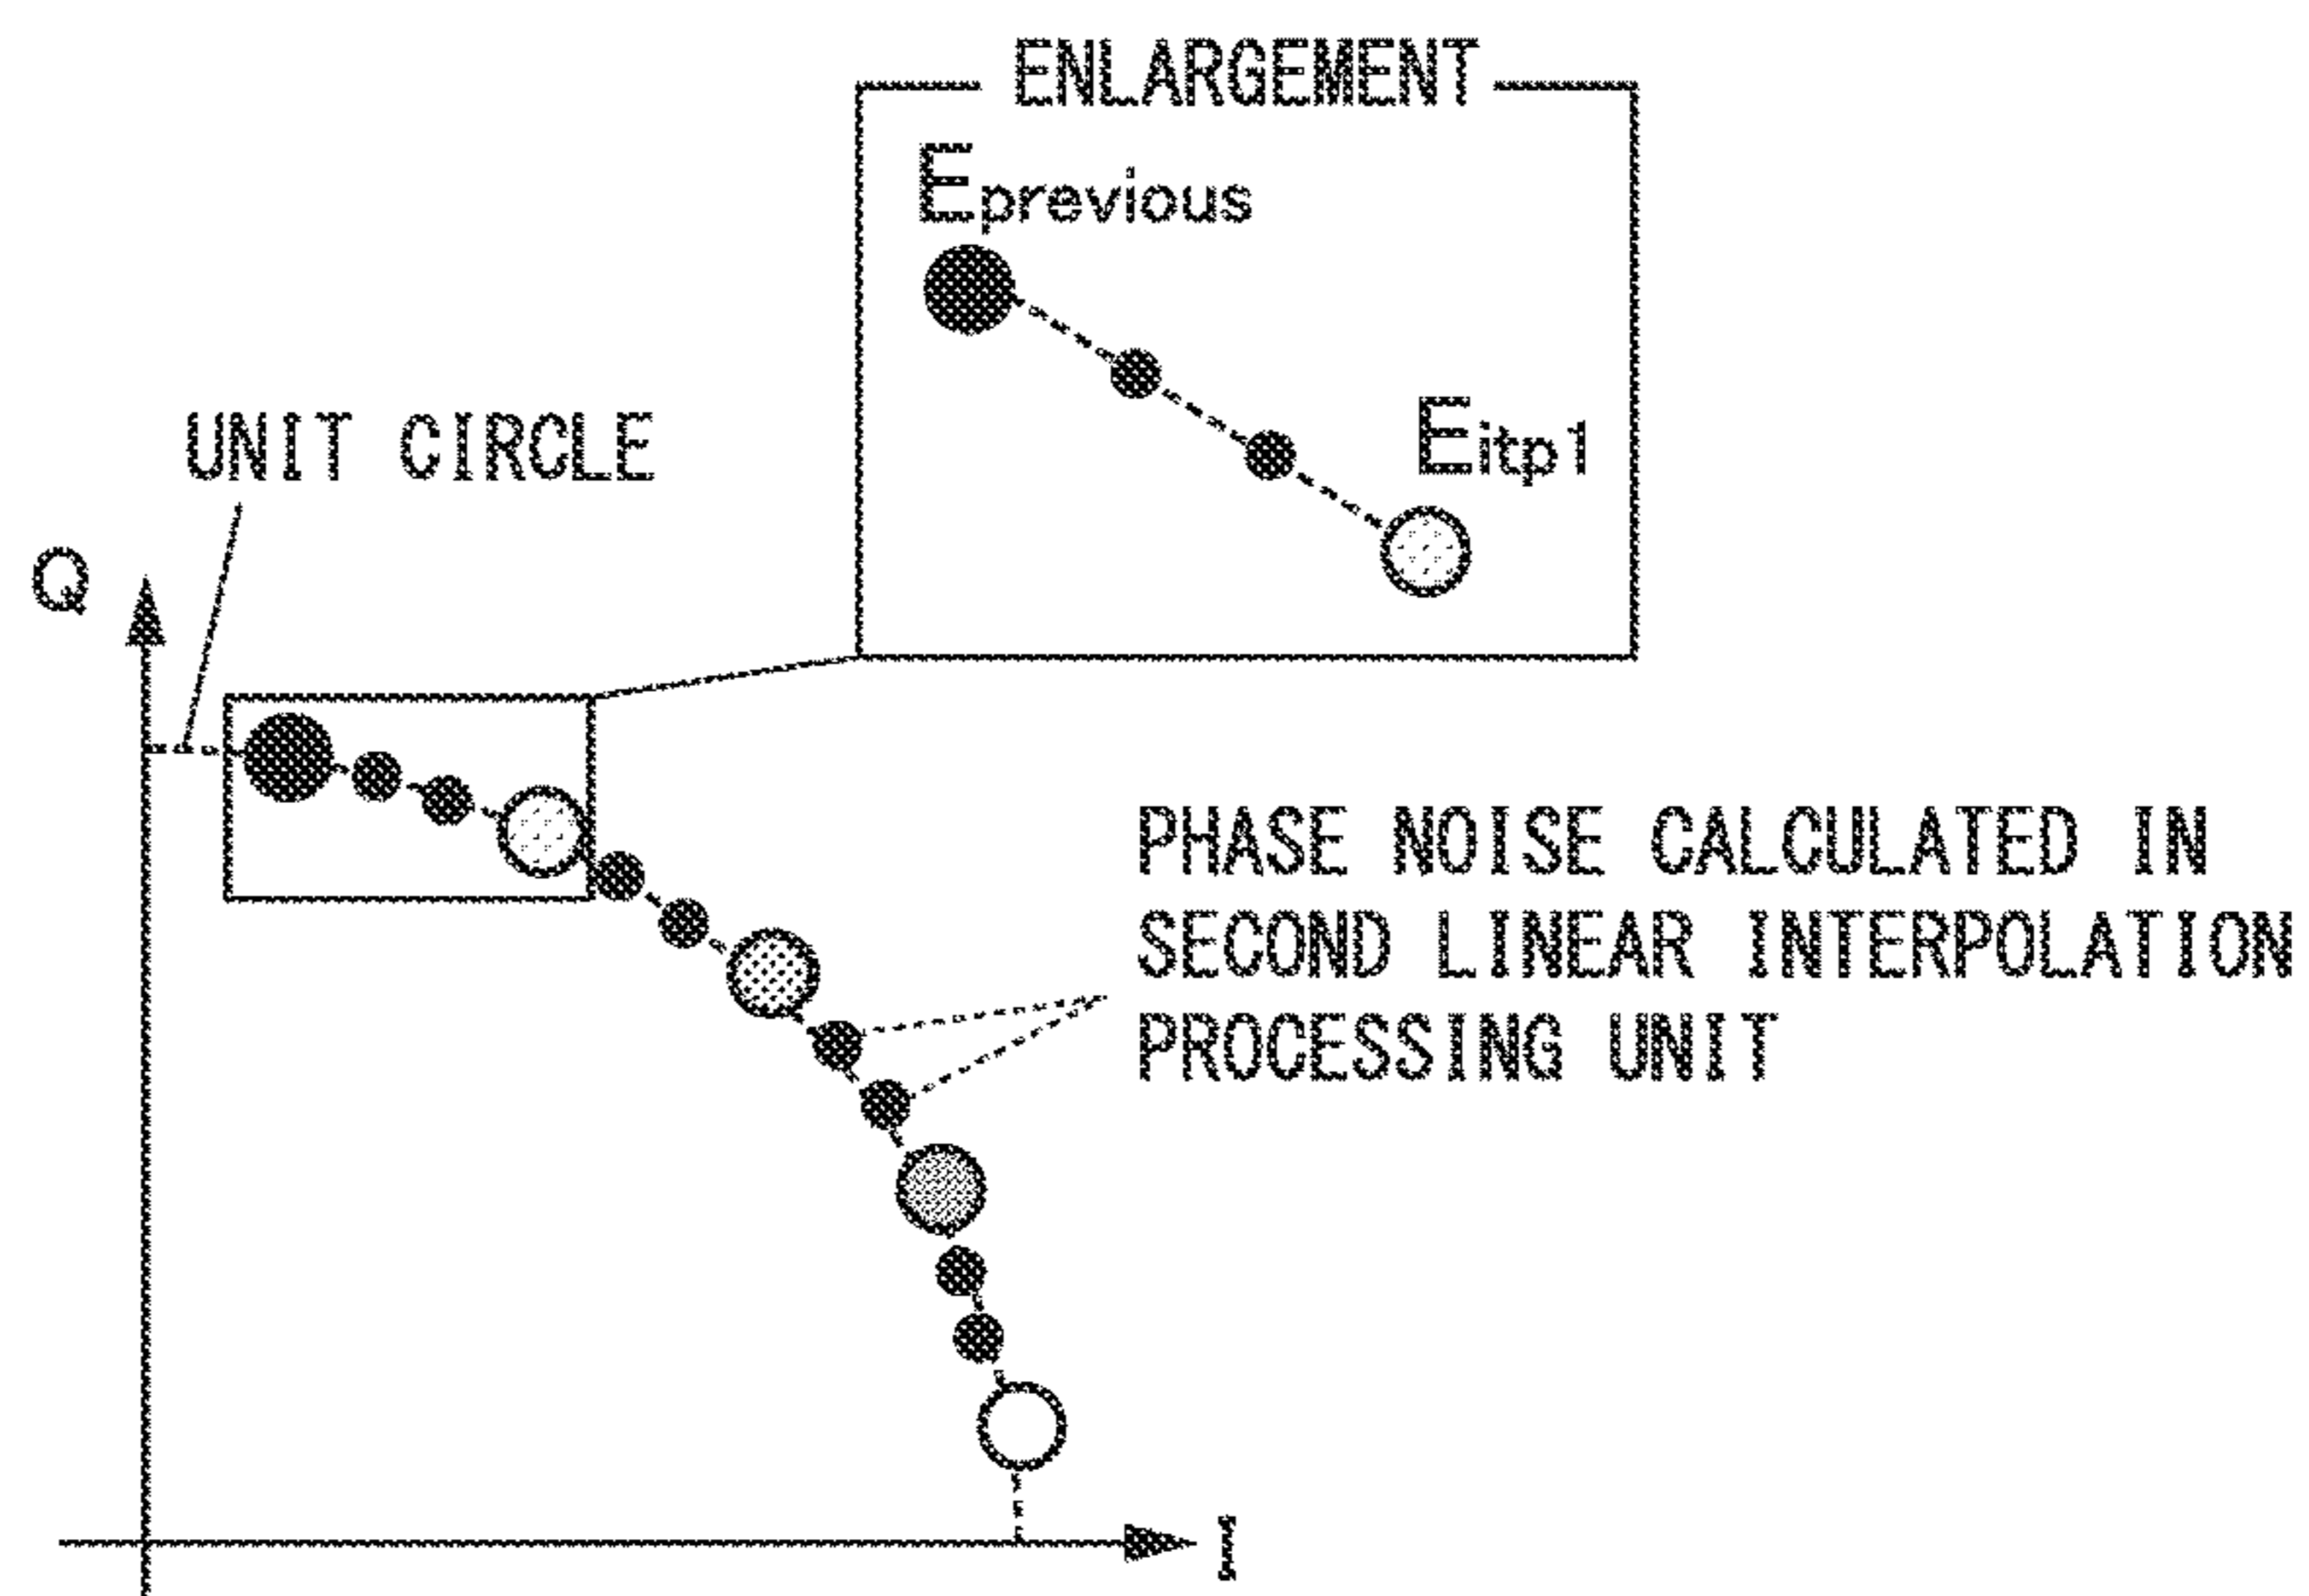 ENLARGEMENT
Eprevious
Eitp1
UNIT CIRCLE
Q
PHASE NOISE CALCULATED IN
SECOND LINEAR INTERPOLATION
PROCESSING UNIT
I